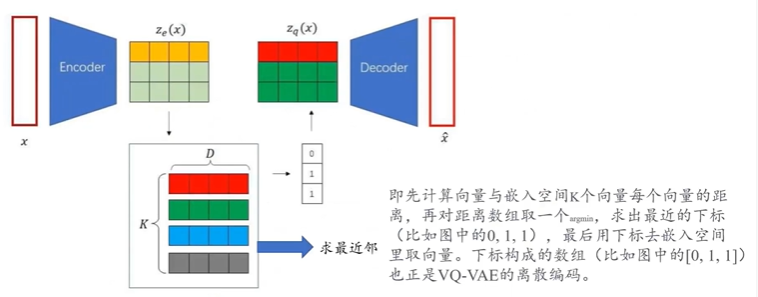 z_e(x)
z_q(x)
Encoder
Decoder
x
x̂
D
0
1
1
K
求最近邻
即先计算向量与嵌入空间K个向量每个向量的距
离，再对距离数组取一个argmin，求出最近的下标
（比如图中的0, 1, 1），最后用下标去嵌入空间
里取向量。下标构成的数组（比如图中的[0, 1, 1]）
也正是VQ-VAE的离散编码。